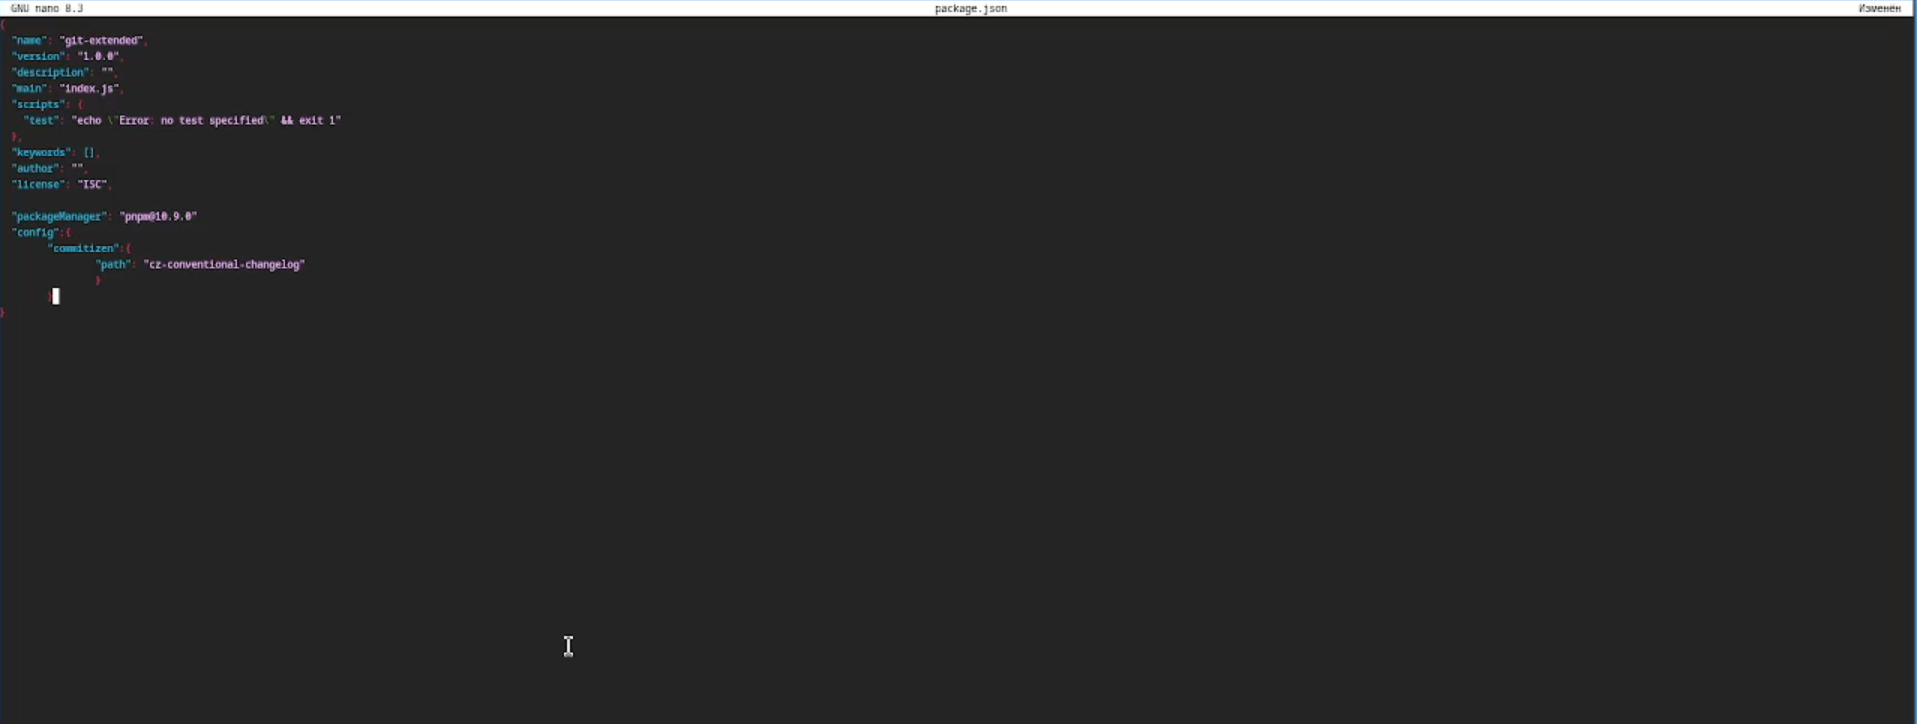 GNU nano 8.3 package.json Изменён
{
"name": "git-extended",
"version": "1.0.0",
"description": "",
"main": "index.js",
"scripts": {
"test": "echo \"Error: no test specified\" && exit 1"
},
"keywords": [],
"author": "",
"license": "ISC",
"packageManager": "pnpm@10.9.0"
"config":{
"commitizen":{
"path": "cz-conventional-changelog"
}
}
}